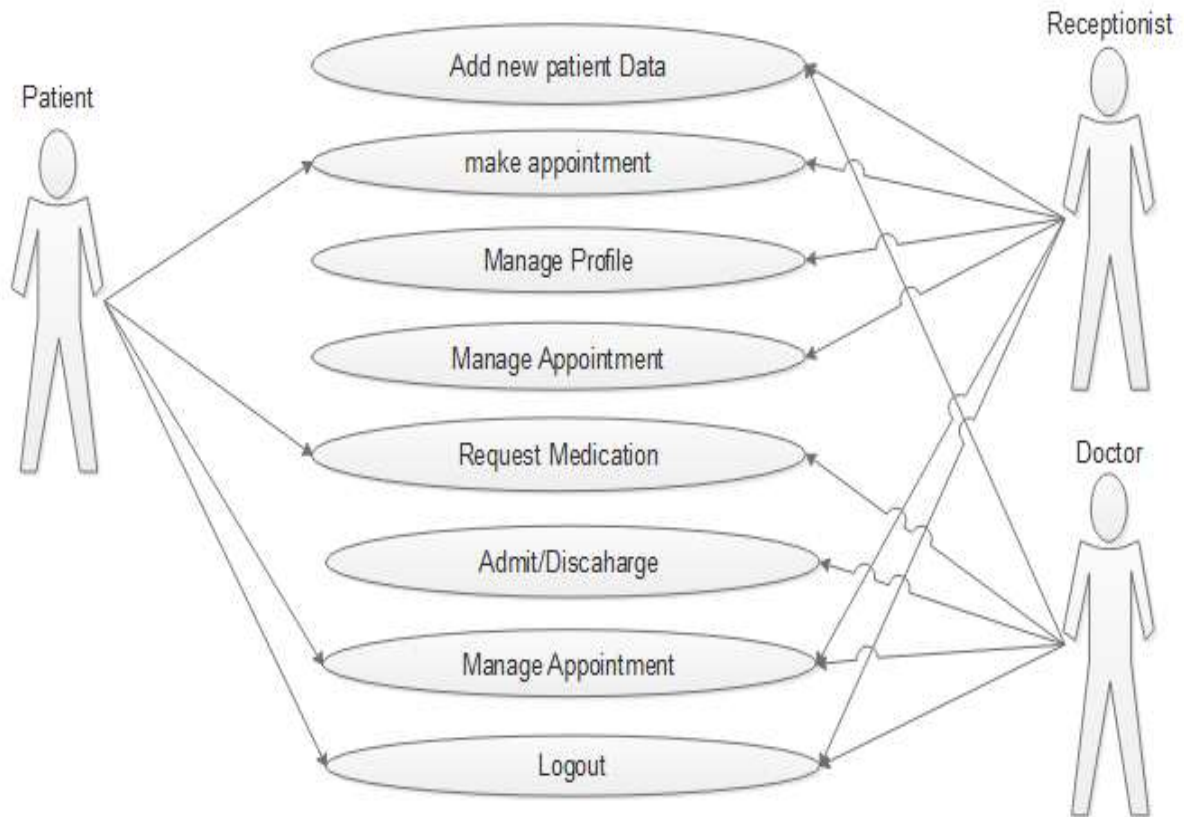 Receptionist
Add new patient Data
Patient
make appointment
Manage Profile
Manage Appointment
Request Medication
Doctor
Admit/Discaharge
Manage Appointment
Logout